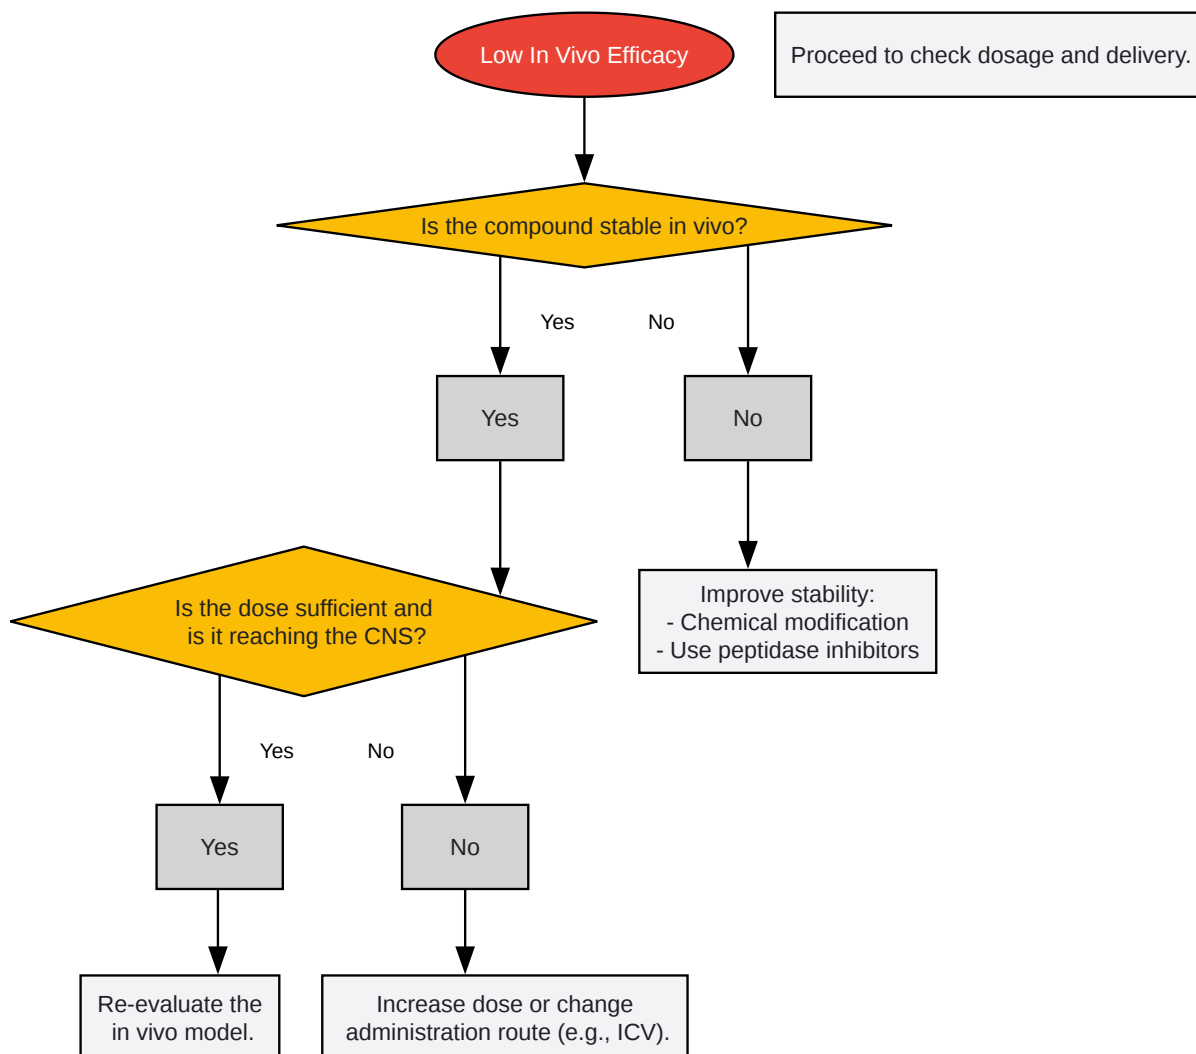 Low In Vivo Efficacy
Proceed to check dosage and delivery.
Is the compound stable in vivo?
Yes
No
Yes
No
Improve stability:
- Chemical modification
- Use peptidase inhibitors
Is the dose sufficient and
is it reaching the CNS?
Yes
No
Yes
No
Re-evaluate the
in vivo model.
Increase dose or change
administration route (e.g., ICV).